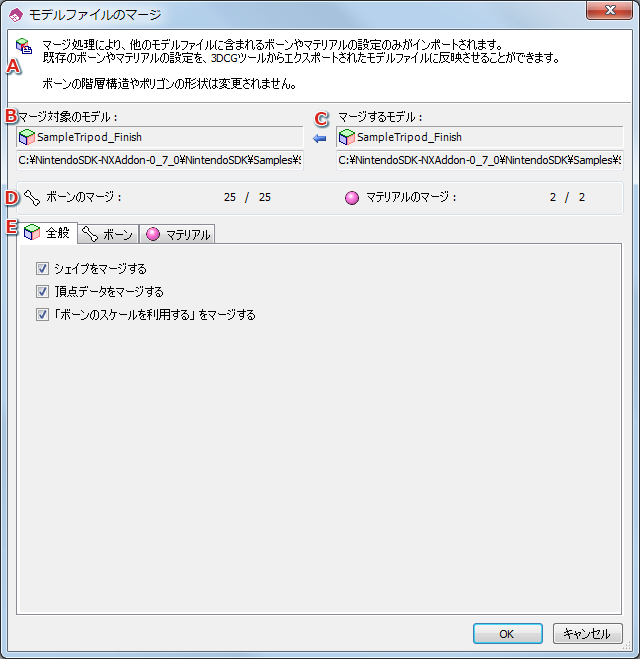 モデルファイルのマージ
マージ処理により、他のモデルファイルに含まれるボーンやマテリアルの設定のみがインポートされます。
A
既存のボーンやマテリアルの設定を、3DCGツールからエクスポートされたモデルファイルに反映させることができます。
ボーンの階層構造やポリゴンの形状は変更されません。
B マージ対象のモデル :
C マージするモデル :
SampleTripod_Finish
SampleTripod_Finish
C:¥NintendoSDK-NXAddon-0_7_0¥NintendoSDK¥Samples¥S
C:¥NintendoSDK-NXAddon-0_7_0¥NintendoSDK¥Samples¥S
D ボーンのマージ : 25 / 25 マテリアルのマージ : 2 / 2
E 全般 ボーン マテリアル
シェイプをマージする
頂点データをマージする
「ボーンのスケールを利用する」をマージする
OK キャンセル